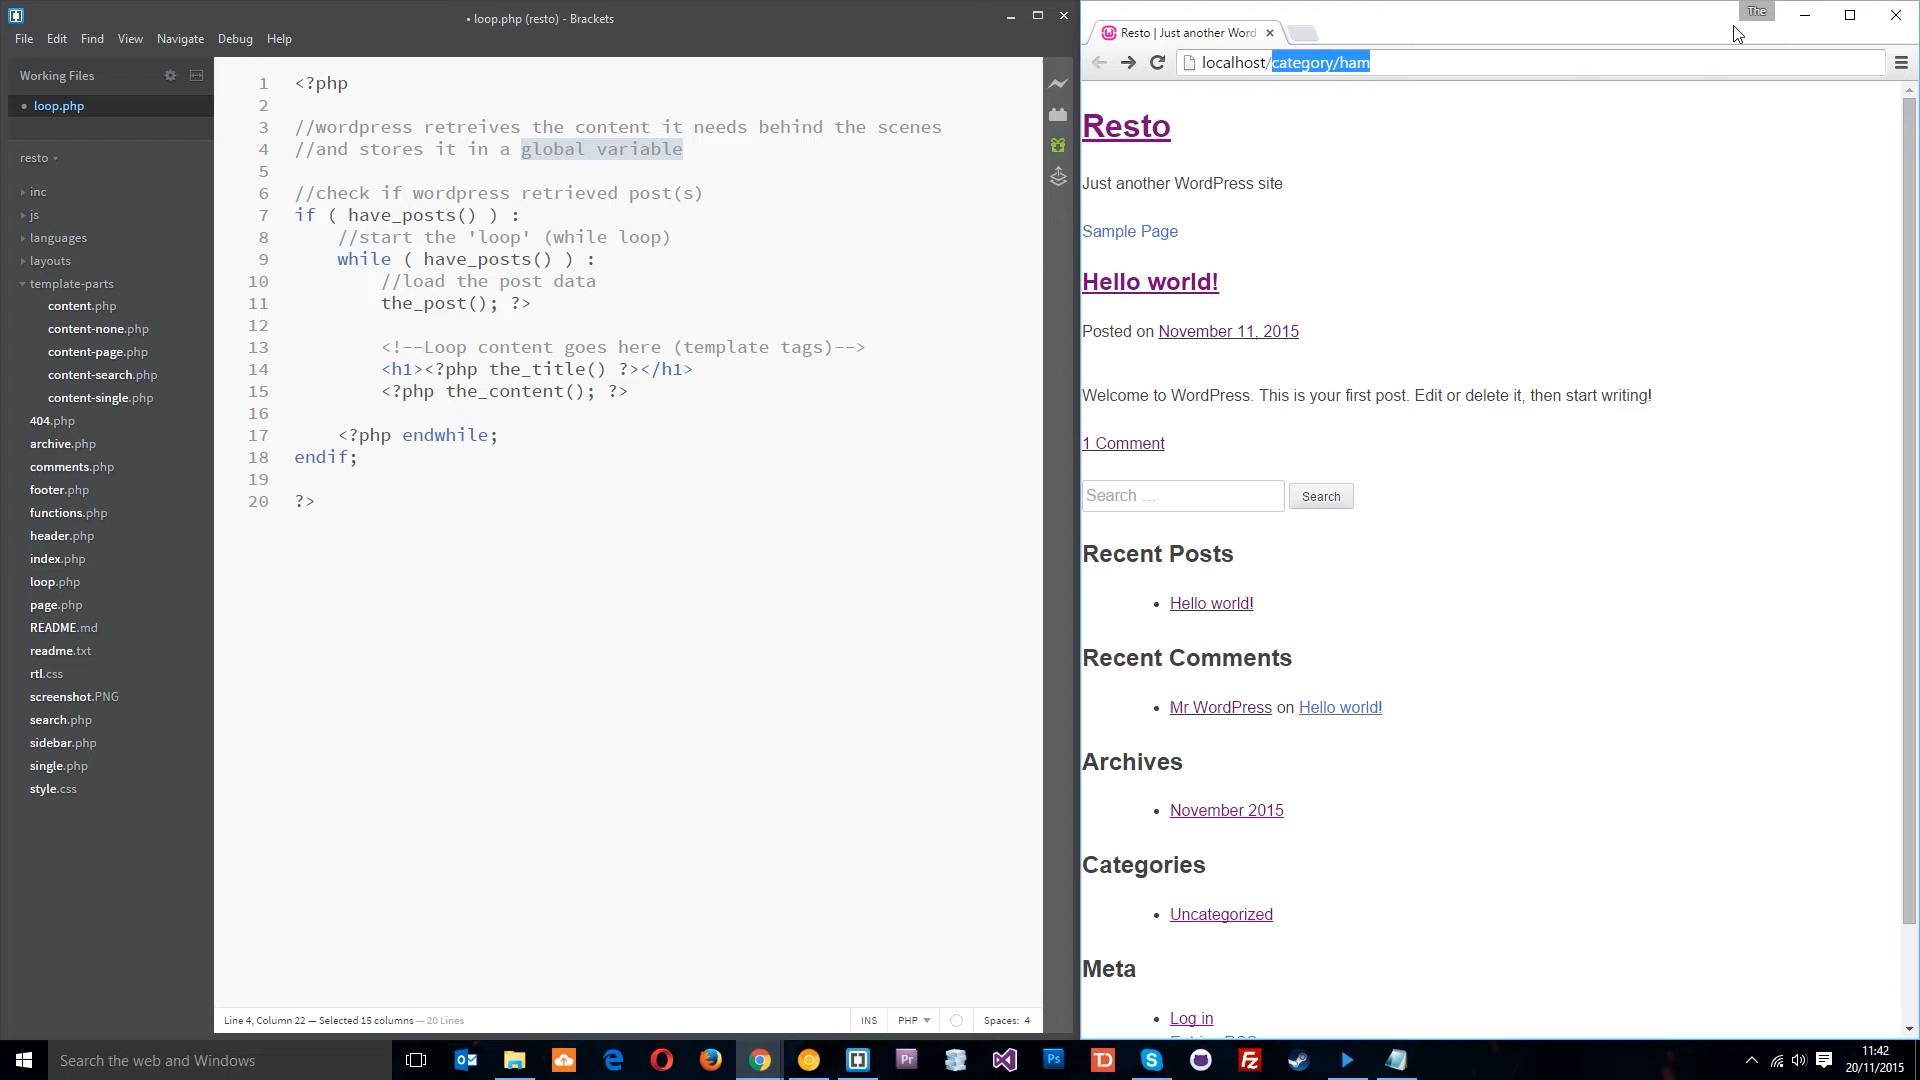 • loop.php (resto) - Brackets
File Edit Find View Navigate Debug Help
Working Files
• loop.php
resto
inc
js
languages
layouts
template-parts
content.php
content-none.php
content-page.php
content-search.php
content-single.php
404.php
archive.php
comments.php
footer.php
functions.php
header.php
index.php
loop.php
page.php
README.md
readme.txt
rtl.css
screenshot.PNG
search.php
sidebar.php
single.php
style.css
1 <?php
2
3 //wordpress retreives the content it needs behind the scenes
4 //and stores it in a global variable
5
6 //check if wordpress retrieved post(s)
7 if ( have_posts() ) :
8 //start the 'loop' (while loop)
9 while ( have_posts() ) :
10 //load the post data
11 the_post(); ?>
12
13 <!--Loop content goes here (template tags)-->
14 <h1><?php the_title() ?></h1>
15 <?php the_content(); ?>
16
17 <?php endwhile;
18 endif;
19
20 ?>
Line 4, Column 22 — Selected 15 columns — 20 Lines
INS PHP Spaces: 4
The
Resto | Just another Word
localhost/category/ham
Resto
Just another WordPress site
Sample Page
Hello world!
Posted on November 11, 2015
Welcome to WordPress. This is your first post. Edit or delete it, then start writing!
1 Comment
Search …
Search
Recent Posts
• Hello world!
Recent Comments
• Mr WordPress on Hello world!
Archives
• November 2015
Categories
• Uncategorized
Meta
• Log in
Search the web and Windows
Pr
Ps
TD
Fz
11:42
20/11/2015